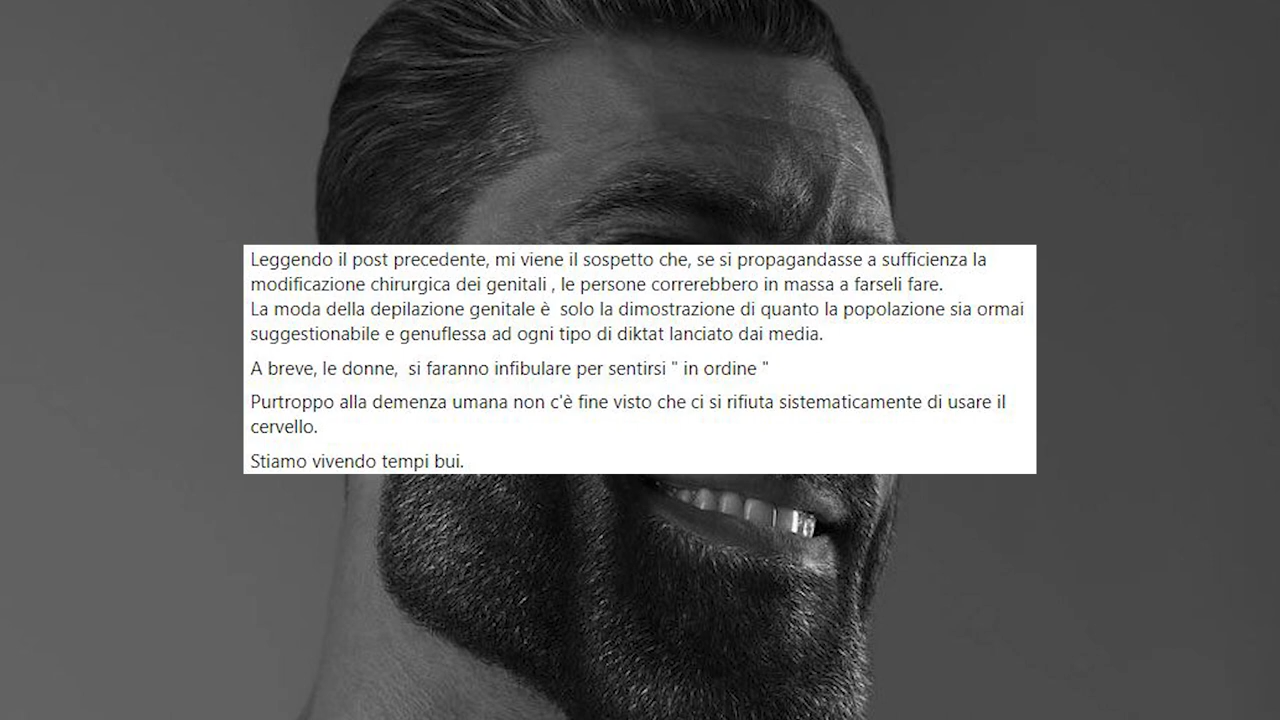 Leggendo il post precedente, mi viene il sospetto che, se si propagandasse a sufficienza la
modificazione chirurgica dei genitali , le persone correrebbero in massa a farseli fare.
La moda della depilazione genitale è  solo la dimostrazione di quanto la popolazione sia ormai
suggestionabile e genuflessa ad ogni tipo di diktat lanciato dai media.
A breve, le donne,  si faranno infibulare per sentirsi " in ordine "
Purtroppo alla demenza umana non c'è fine visto che ci si rifiuta sistematicamente di usare il
cervello.
Stiamo vivendo tempi bui.